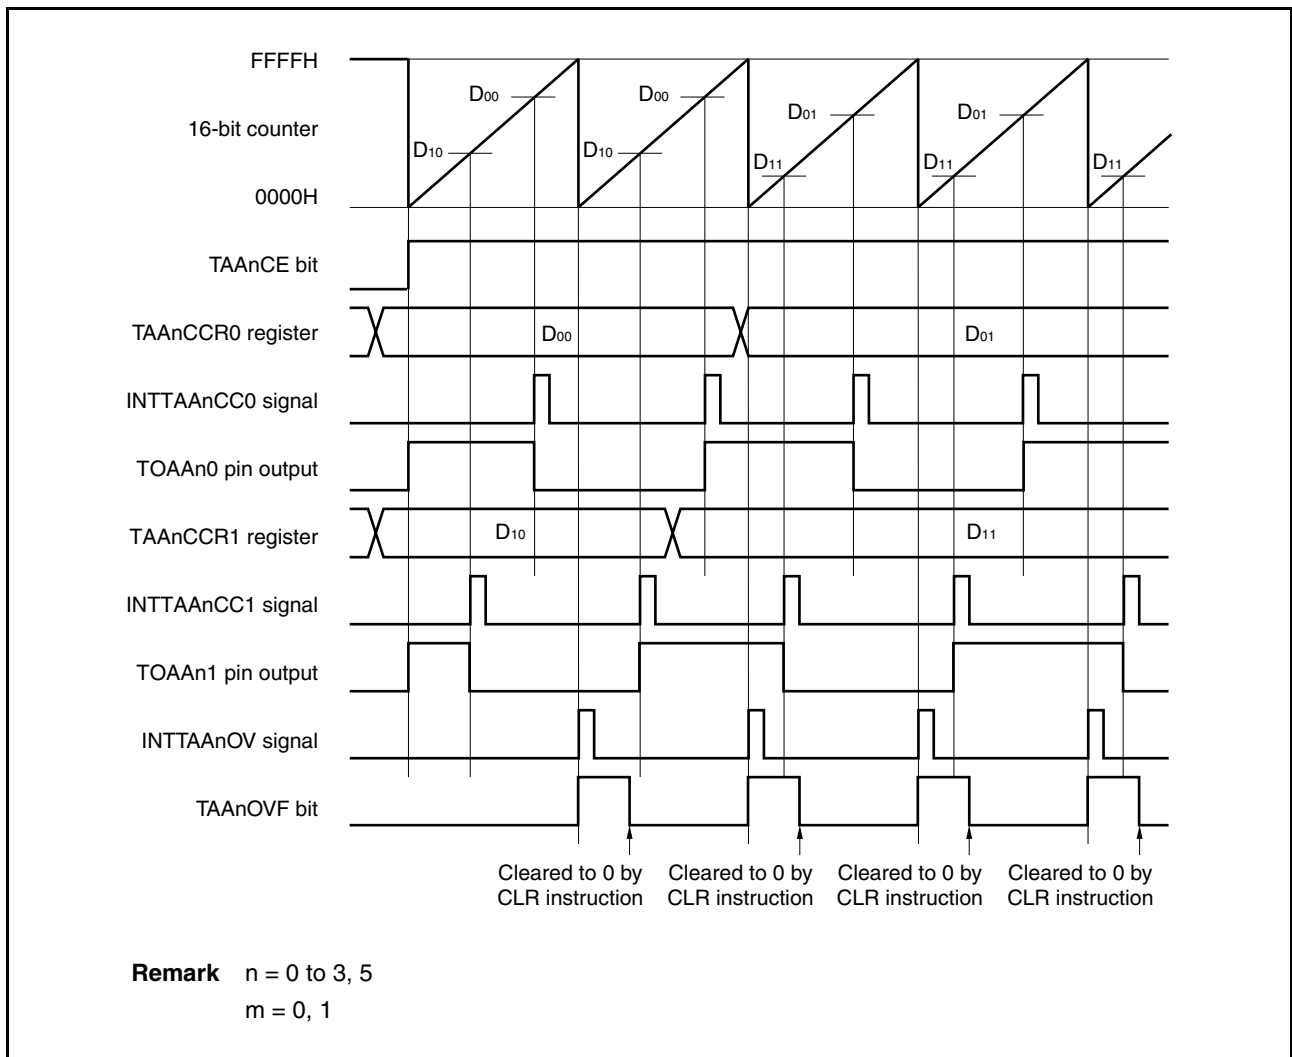 FFFFH
D00
D00
D01
D01
16-bit counter
D10
D10
D11
D11
D11
0000H
TAAnCE bit
TAAnCCR0 register
D00
D01
INTTAAnCC0 signal
TOAAn0 pin output
TAAnCCR1 register
D10
D11
INTTAAnCC1 signal
TOAAn1 pin output
INTTAAnOV signal
TAAnOVF bit
Cleared to 0 by
CLR instruction
Cleared to 0 by
CLR instruction
Cleared to 0 by
CLR instruction
Cleared to 0 by
CLR instruction
Remark n = 0 to 3, 5
m = 0, 1